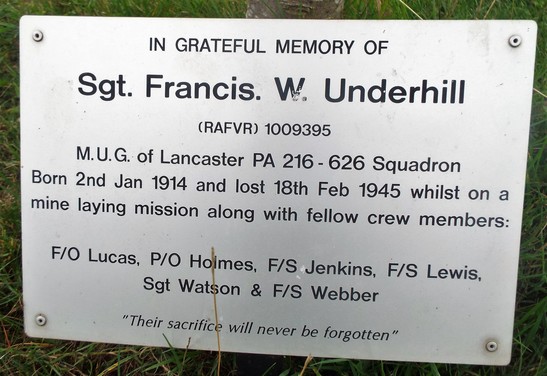 IN GRATEFUL MEMORY OF
Sgt. Francis. W. Underhill
(RAFVR) 1009395
M.U.G. of Lancaster PA 216 - 626 Squadron
Born 2nd Jan 1914 and lost 18th Feb 1945 whilst on a
mine laying mission along with fellow crew members:
F/O Lucas, P/O Holmes, F/S Jenkins, F/S Lewis,
Sgt Watson & F/S Webber
"Their sacrifice will never be forgotten"